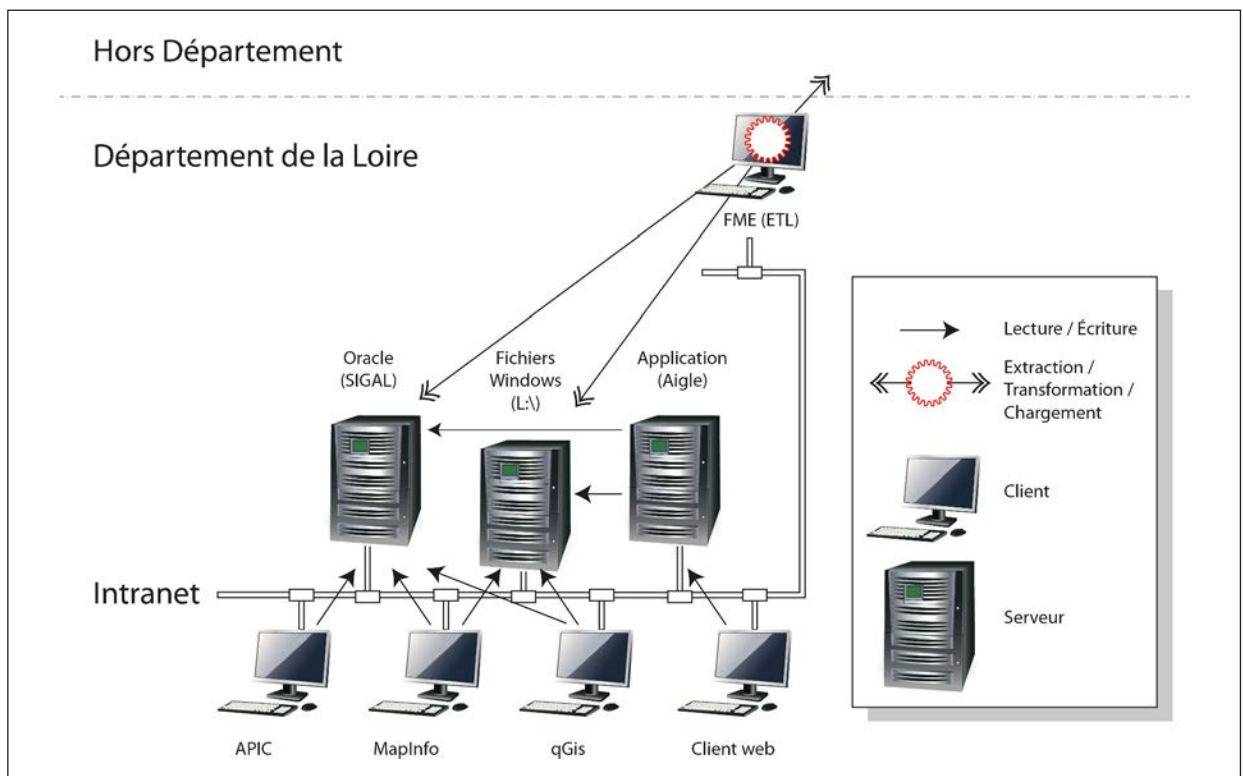 Hors Département
Département de la Loire
FME (ETL)
Oracle
(SIGAL)
Fichiers
Windows
(L:\)
Application
(Aigle)
Intranet
APIC
MapInfo
qGis
Client web
Lecture / Écriture
Extraction /
Transformation /
Chargement
Client
Serveur